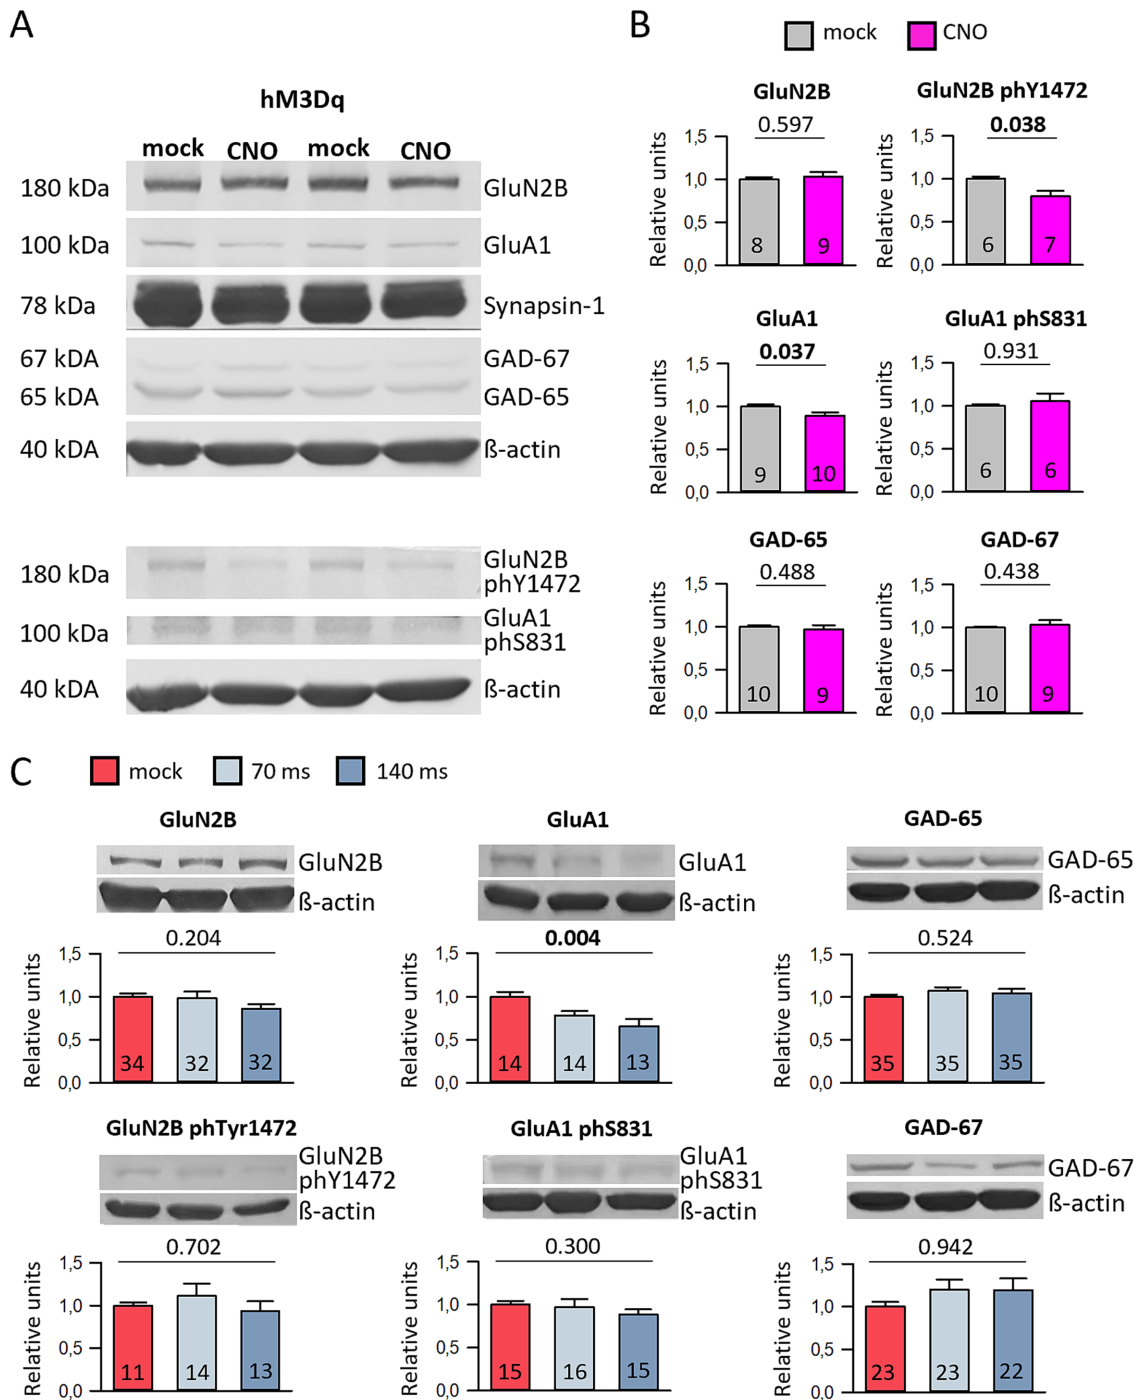 A
hM3Dq
mock CNO mock CNO
180 kDa GluN2B
100 kDa GluA1
78 kDa Synapsin-1
67 kDA GAD-67
65 kDA GAD-65
40 kDA ß-actin
180 kDa GluN2B
phY1472
100 kDa GluA1
phS831
40 kDA ß-actin
B
mock CNO
GluN2B
0.597
Relative units
1,5
1,0
0,5
0,0
8 9
GluN2B phY1472
0.038
Relative units
1,5
1,0
0,5
0,0
6 7
GluA1
0.037
Relative units
1,5
1,0
0,5
0,0
9 10
GluA1 phS831
0.931
Relative units
1,5
1,0
0,5
0,0
6 6
GAD-65
0.488
Relative units
1,5
1,0
0,5
0,0
10 9
GAD-67
0.438
Relative units
1,5
1,0
0,5
0,0
10 9
C
mock 70 ms 140 ms
GluN2B
GluN2B
ß-actin
0.204
Relative units
1,5
1,0
0,5
0,0
34 32 32
GluA1
GluA1
ß-actin
0.004
Relative units
1,5
1,0
0,5
0,0
14 14 13
GAD-65
GAD-65
ß-actin
0.524
Relative units
1,5
1,0
0,5
0,0
35 35 35
GluN2B phTyr1472
GluN2B
phY1472
ß-actin
0.702
Relative units
1,5
1,0
0,5
0,0
11 14 13
GluA1 phS831
GluA1
phS831
ß-actin
0.300
Relative units
1,5
1,0
0,5
0,0
15 16 15
GAD-67
GAD-67
ß-actin
0.942
Relative units
1,5
1,0
0,5
0,0
23 23 22